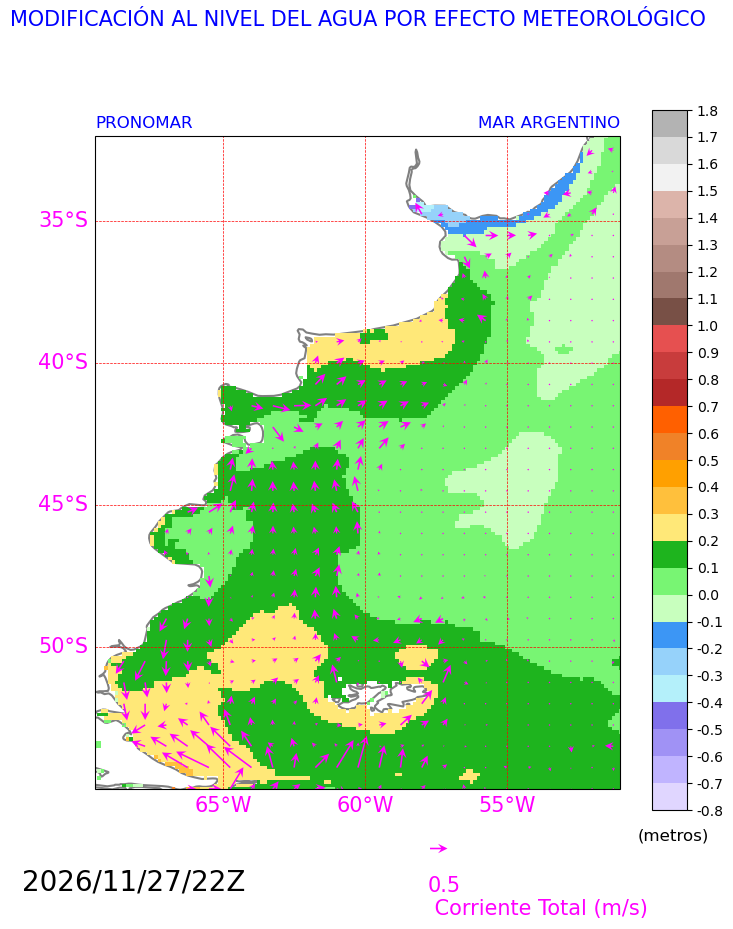 MODIFICACIÓN AL NIVEL DEL AGUA POR EFECTO METEOROLÓGICO
PRONOMAR
MAR ARGENTINO
35°S
40°S
45°S
50°S
65°W
60°W
55°W
1.8
1.7
1.6
1.5
1.4
1.3
1.2
1.1
1.0
0.9
0.8
0.7
0.6
0.5
0.4
0.3
0.2
0.1
0.0
-0.1
-0.2
-0.3
-0.4
-0.5
-0.6
-0.7
-0.8
(metros)
2026/11/27/22Z
0.5
Corriente Total (m/s)